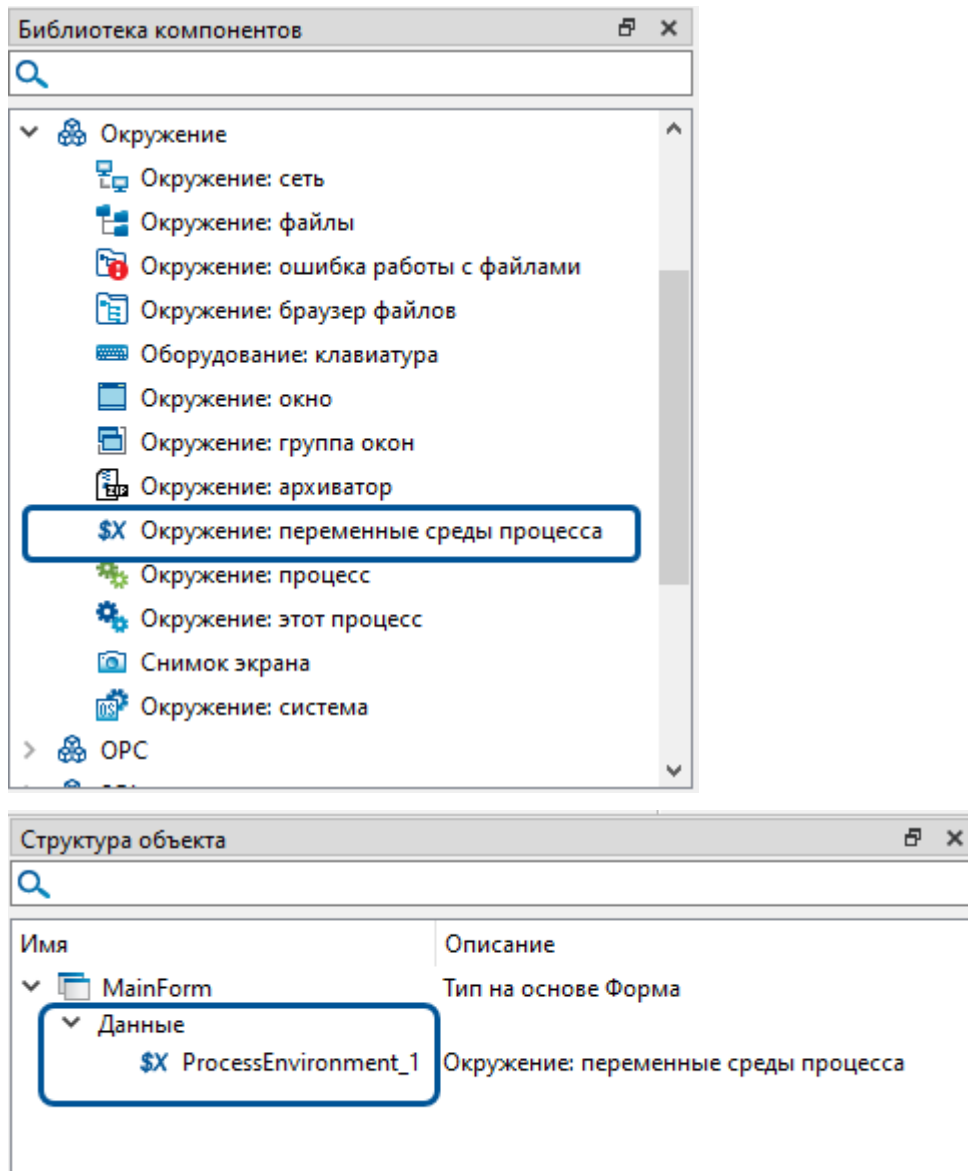 Библиотека компонентов
Окружение
Окружение: сеть
Окружение: файлы
Окружение: ошибка работы с файлами
Окружение: браузер файлов
Оборудование: клавиатура
Окружение: окно
Окружение: группа окон
Окружение: архиватор
$X Окружение: переменные среды процесса
Окружение: процесс
Окружение: этот процесс
Снимок экрана
Окружение: система
OPC
Структура объекта
Имя Описание
MainForm Тип на основе Форма
Данные
$X ProcessEnvironment_1 Окружение: переменные среды процесса